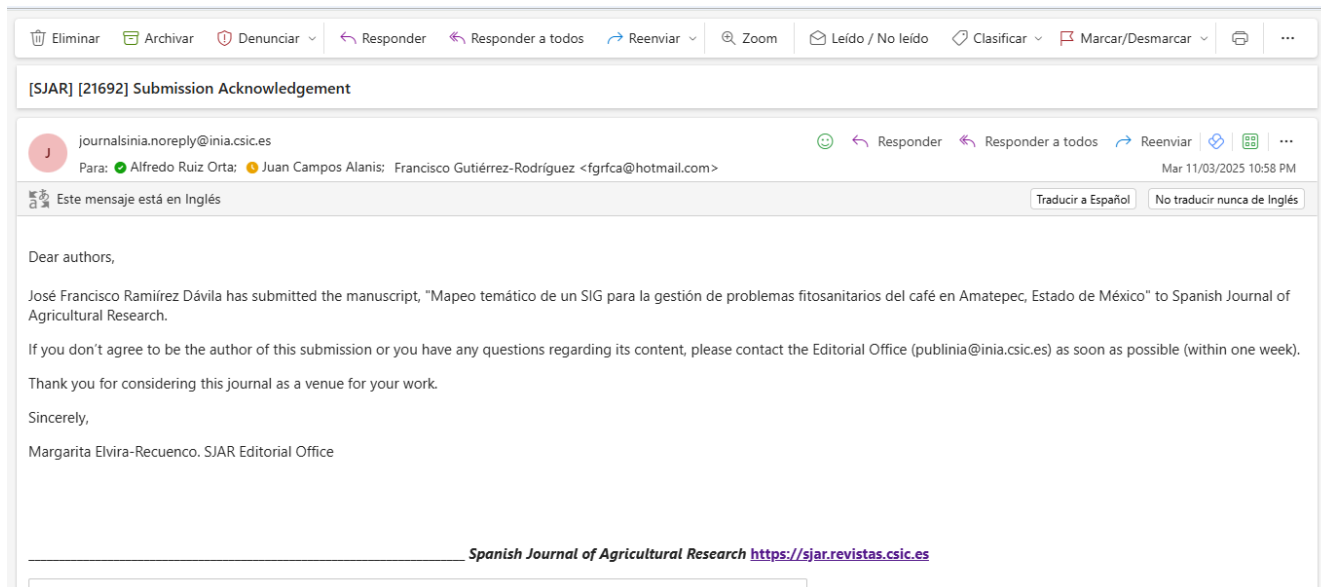 Eliminar Archivar Denunciar Responder Responder a todos Reenviar Zoom Leído / No leído Clasificar Marcar/Desmarcar ...
[SJAR] [21692] Submission Acknowledgement
J
journalsinia.noreply@inia.csic.es
Responder Responder a todos Reenviar ...
Para: Alfredo Ruiz Orta; Juan Campos Alanis; Francisco Gutiérrez-Rodríguez <fgrfca@hotmail.com>
Mar 11/03/2025 10:58 PM
Este mensaje está en Inglés
Traducir a Español No traducir nunca de Inglés
Dear authors,
José Francisco Ramiírez Dávila has submitted the manuscript, "Mapeo temático de un SIG para la gestión de problemas fitosanitarios del café en Amatepec, Estado de México" to Spanish Journal of
Agricultural Research.
If you don't agree to be the author of this submission or you have any questions regarding its content, please contact the Editorial Office (publinia@inia.csic.es) as soon as possible (within one week).
Thank you for considering this journal as a venue for your work.
Sincerely,
Margarita Elvira-Recuenco. SJAR Editorial Office
Spanish Journal of Agricultural Research https://sjar.revistas.csic.es